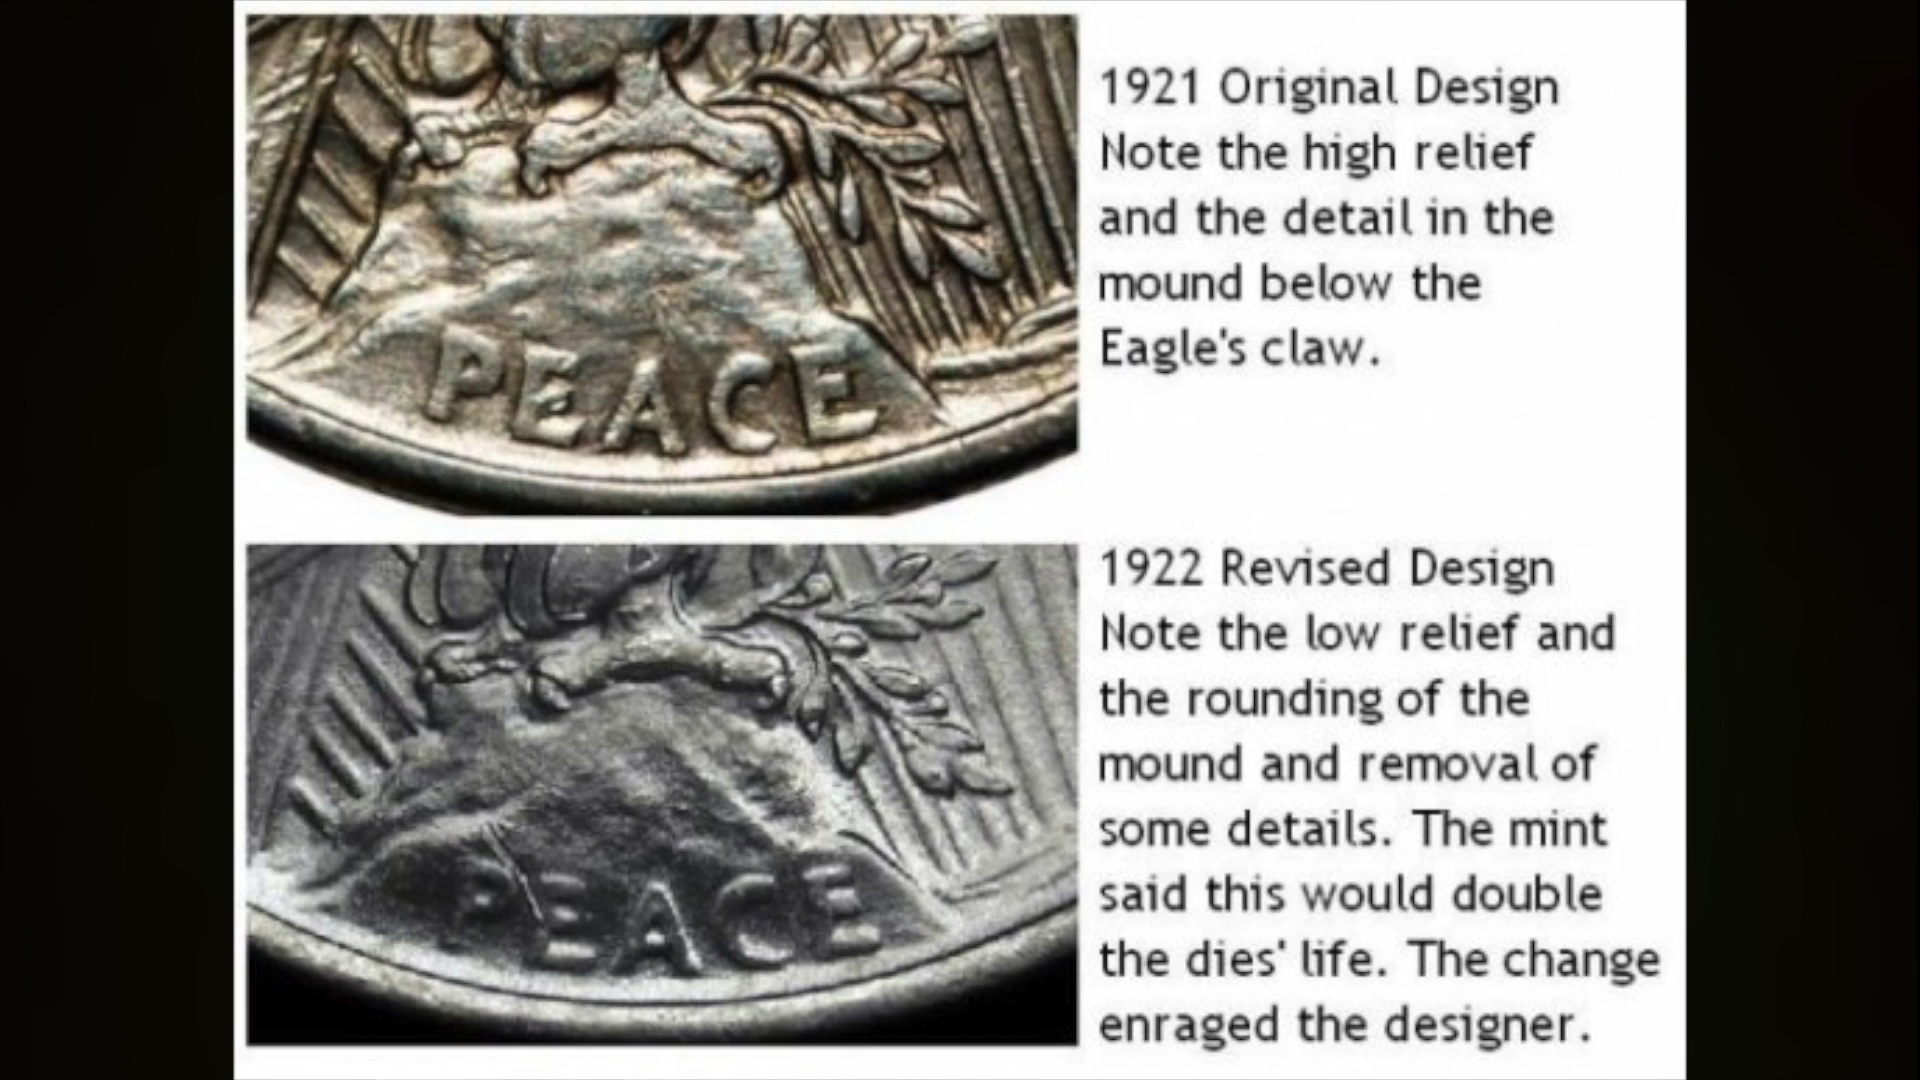 1921 Original Design
Note the high relief
and the detail in the
mound below the
Eagle's claw.
PEACE
1922 Revised Design
Note the low relief and
the rounding of the
mound and removal of
some details. The mint
said this would double
the dies' life. The change
enraged the designer.
PEACE